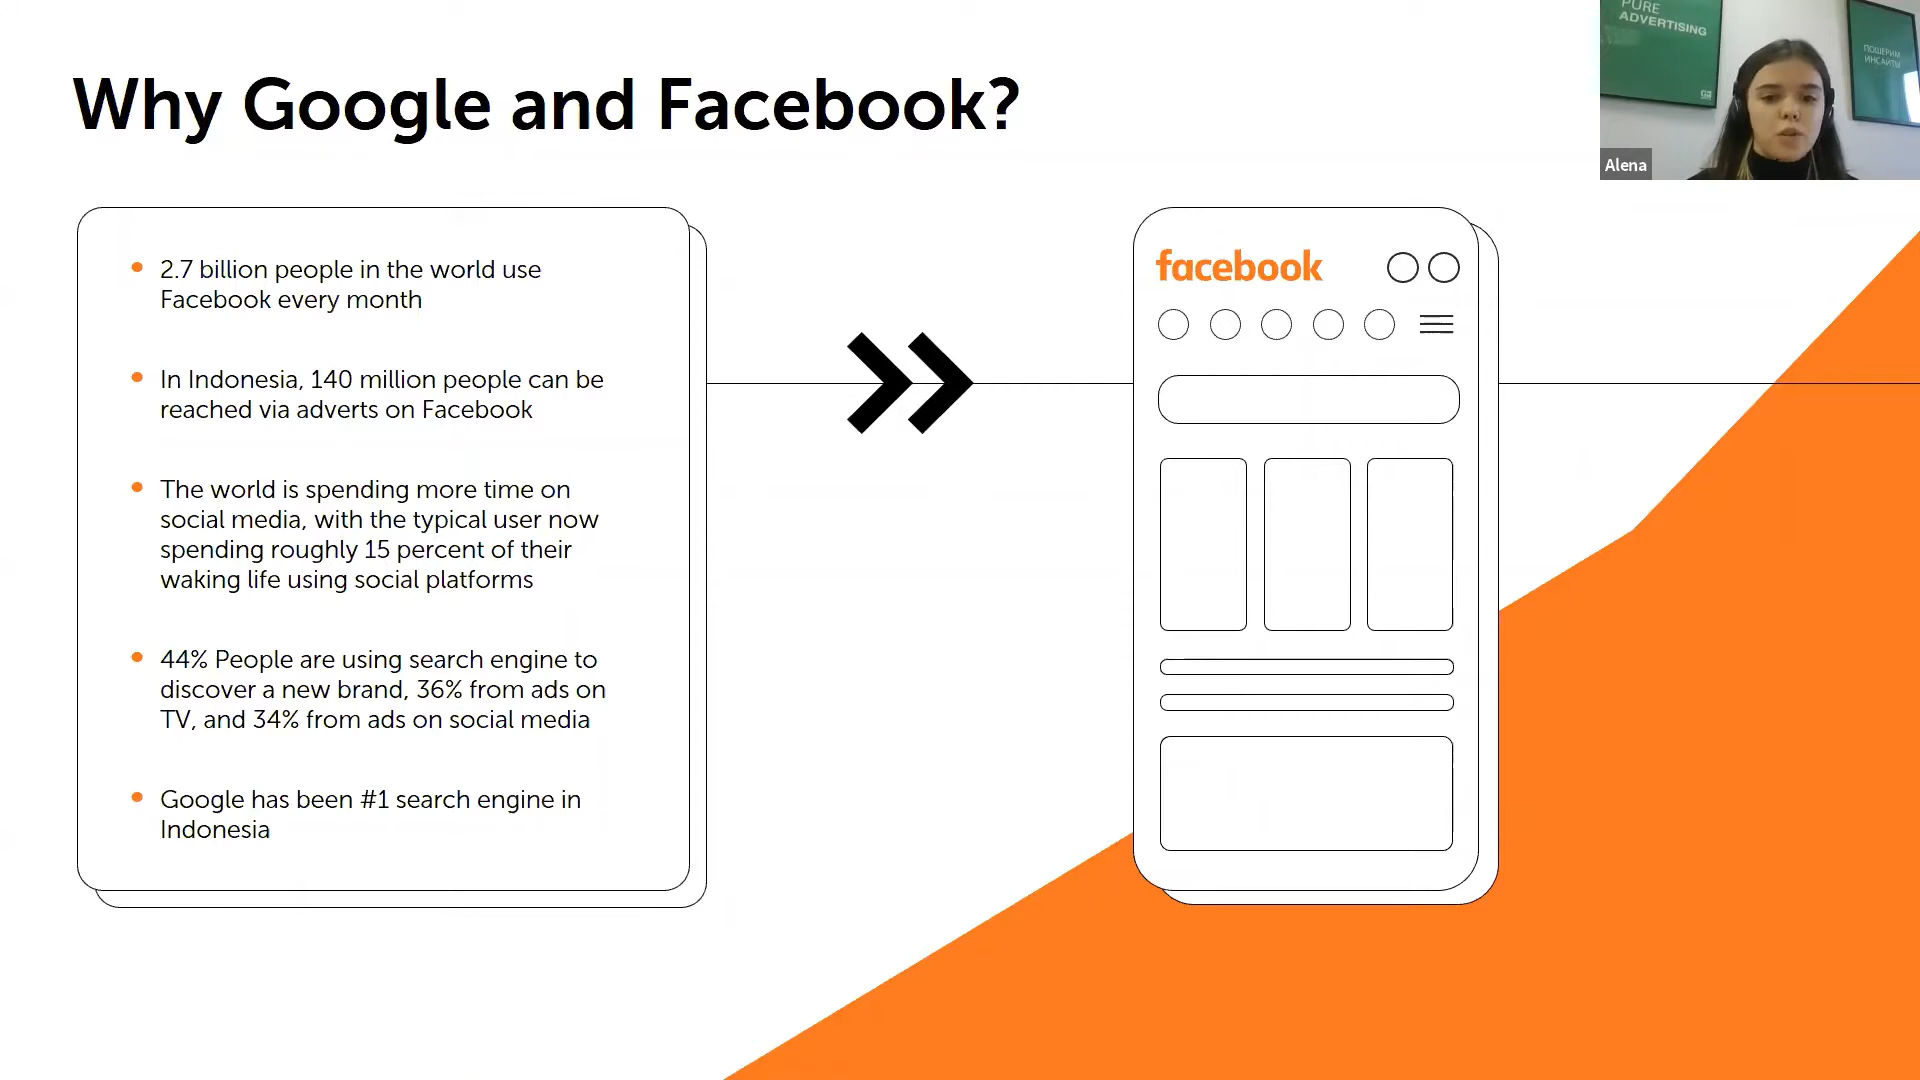 Why Google and Facebook?
PURE
ADVERTISING
ПОШЕРИМ
ИНСАЙТЫ
Alena
2.7 billion people in the world use
Facebook every month
In Indonesia, 140 million people can be
reached via adverts on Facebook
The world is spending more time on
social media, with the typical user now
spending roughly 15 percent of their
waking life using social platforms
44% People are using search engine to
discover a new brand, 36% from ads on
TV, and 34% from ads on social media
Google has been #1 search engine in
Indonesia
facebook